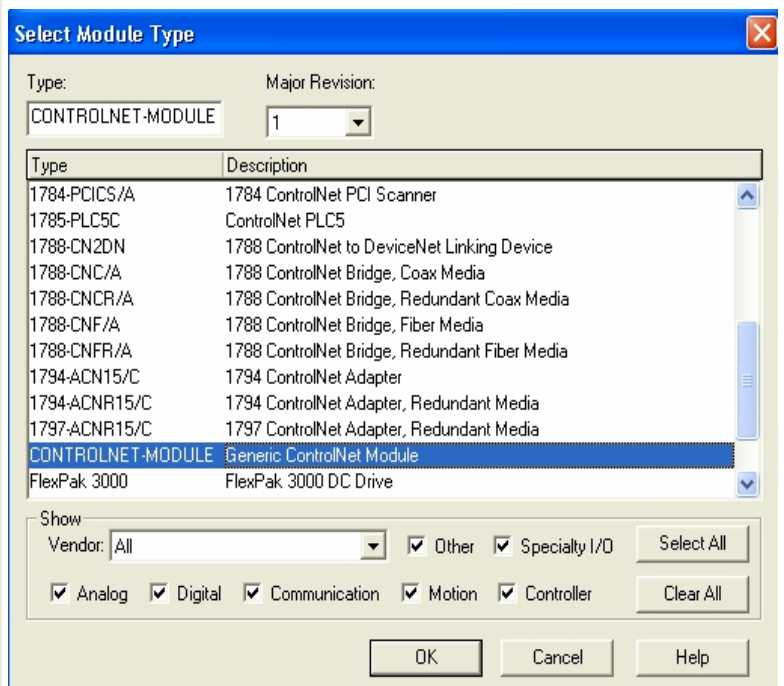 Select Module Type
Type: Major Revision:
CONTROLNET-MODULE 1
Type Description
1784-PCICS/A 1784 ControlNet PCI Scanner
1785-PLC5C ControlNet PLC5
1788-CN2DN 1788 ControlNet to DeviceNet Linking Device
1788-CNC/A 1788 ControlNet Bridge, Coax Media
1788-CNCR/A 1788 ControlNet Bridge, Redundant Coax Media
1788-CNF/A 1788 ControlNet Bridge, Fiber Media
1788-CNFR/A 1788 ControlNet Bridge, Redundant Fiber Media
1794-ACN15/C 1794 ControlNet Adapter
1794-ACNR15/C 1794 ControlNet Adapter, Redundant Media
1797-ACNR15/C 1797 ControlNet Adapter, Redundant Media
CONTROLNET-MODULE Generic ControlNet Module
FlexPak 3000 FlexPak 3000 DC Drive
Show
Vendor: All Other Specialty I/O Select All
Analog Digital Communication Motion Controller Clear All
OK Cancel Help